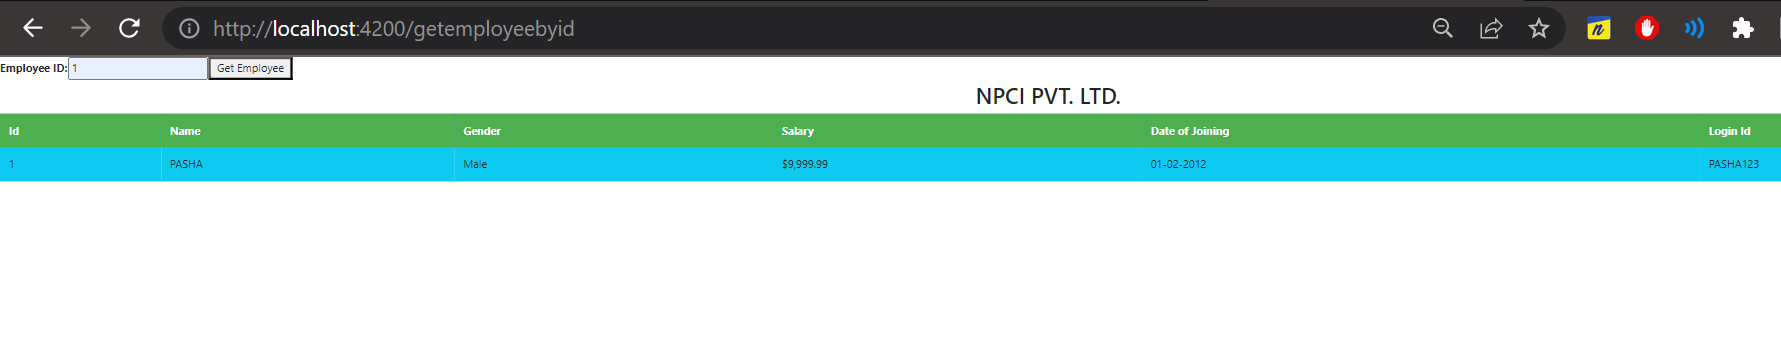 http://localhost:4200/getemployeebyid
Employee ID: 1 Get Employee
NPCI PVT. LTD.
Id Name Gender Salary Date of Joining Login Id
1 PASHA Male $9,999.99 01-02-2012 PASHA123